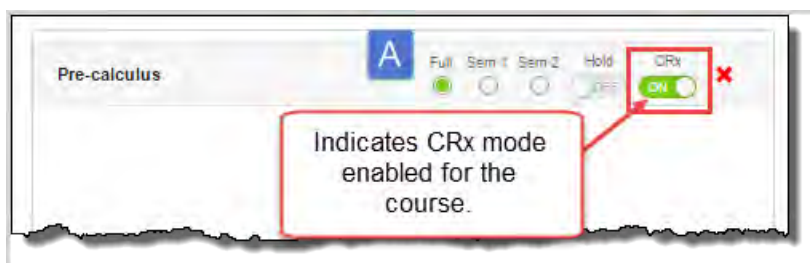 Pre-calculus A Full Sem 1 Sem 2 Hold CRx
OFF ON
Indicates CRx mode
enabled for the
course.